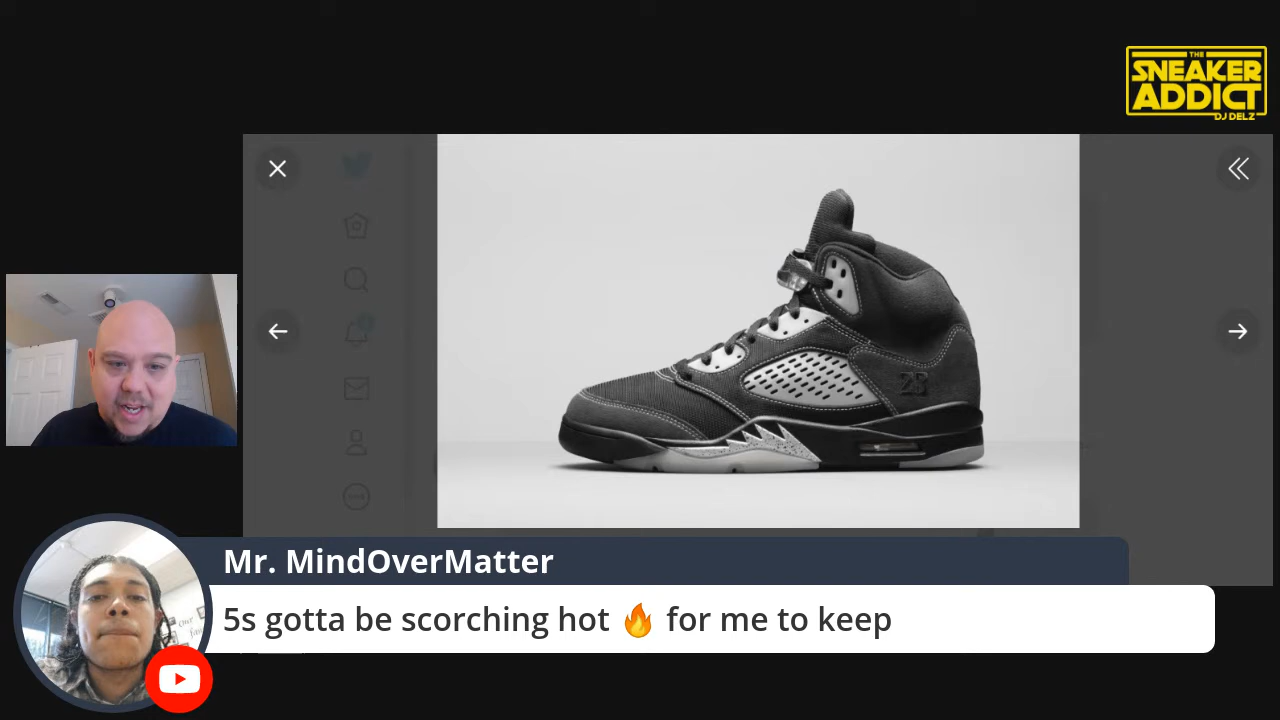 THE
SNEAKER
ADDICT
DJ DELZ
23
Mr. MindOverMatter
5s gotta be scorching hot 🔥 for me to keep